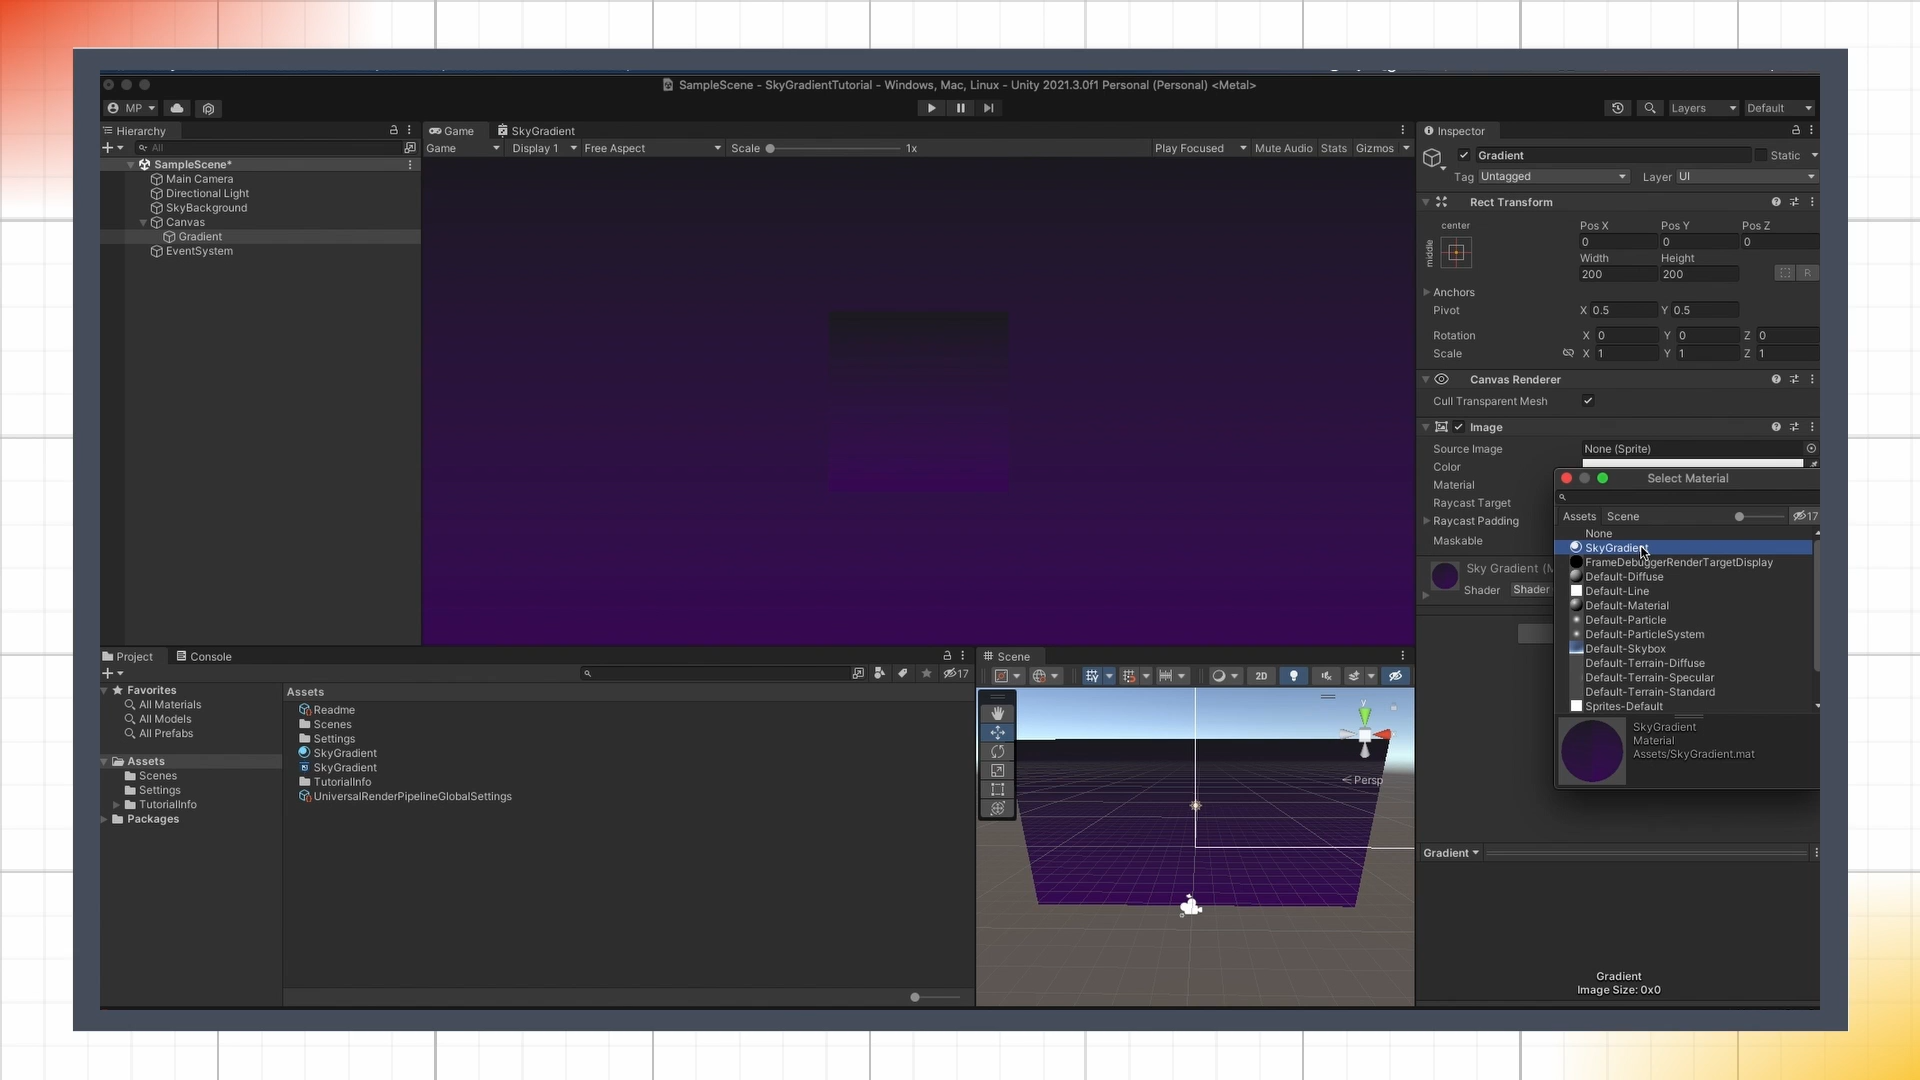 SampleScene - SkyGradientTutorial - Windows, Mac, Linux - Unity 2021.3.0f1 Personal (Personal) <Metal>
MP
Layers
Default
Hierarchy
All
SampleScene*
Main Camera
Directional Light
SkyBackground
Canvas
Gradient
EventSystem
Game
SkyGradient
Game
Display 1
Free Aspect
Scale
1x
Play Focused
Mute Audio
Stats
Gizmos
Inspector
Gradient
Static
Tag
Untagged
Layer
UI
Rect Transform
center
middle
Pos X
Pos Y
Pos Z
0
0
0
Width
Height
200
200
R
Anchors
Pivot
X 0.5
Y 0.5
Rotation
X 0
Y 0
Z 0
Scale
X 1
Y 1
Z 1
Canvas Renderer
Cull Transparent Mesh
Image
Source Image
None (Sprite)
Color
Material
Raycast Target
Raycast Padding
Maskable
Sky Gradient (M
Shader
Shader
Select Material
Assets
Scene
17
None
SkyGradient
FrameDebuggerRenderTargetDisplay
Default-Diffuse
Default-Line
Default-Material
Default-Particle
Default-ParticleSystem
Default-Skybox
Default-Terrain-Diffuse
Default-Terrain-Specular
Default-Terrain-Standard
Sprites-Default
SkyGradient
Material
Assets/SkyGradient.mat
Gradient
Gradient
Image Size: 0x0
Project
Console
17
Favorites
All Materials
All Models
All Prefabs
Assets
Scenes
Settings
TutorialInfo
Packages
Assets
Readme
Scenes
Settings
SkyGradient
SkyGradient
TutorialInfo
UniversalRenderPipelineGlobalSettings
Scene
2D
y
Persp